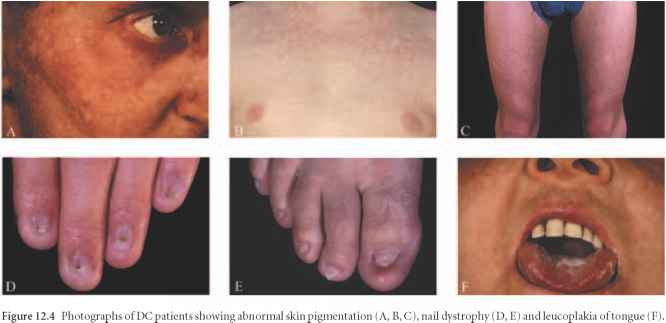 A
B
C
D
E
F
Figure 12.4 Photographs of DC patients showing abnormal skin pigmentation (A, B, C), nail dystrophy (D, E) and leucoplakia of tongue (F).